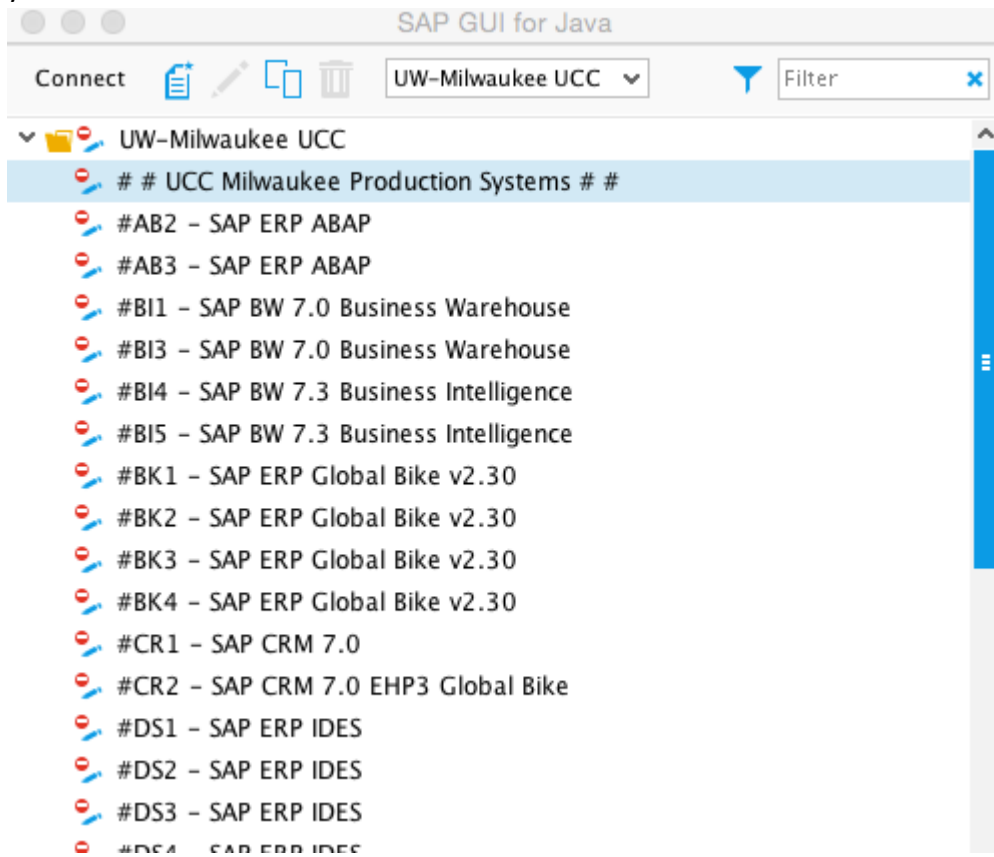 SAP GUI for Java
Connect UW-Milwaukee UCC Filter
UW-Milwaukee UCC
# # UCC Milwaukee Production Systems # #
#AB2 – SAP ERP ABAP
#AB3 – SAP ERP ABAP
#BI1 – SAP BW 7.0 Business Warehouse
#BI3 – SAP BW 7.0 Business Warehouse
#BI4 – SAP BW 7.3 Business Intelligence
#BI5 – SAP BW 7.3 Business Intelligence
#BK1 – SAP ERP Global Bike v2.30
#BK2 – SAP ERP Global Bike v2.30
#BK3 – SAP ERP Global Bike v2.30
#BK4 – SAP ERP Global Bike v2.30
#CR1 – SAP CRM 7.0
#CR2 – SAP CRM 7.0 EHP3 Global Bike
#DS1 – SAP ERP IDES
#DS2 – SAP ERP IDES
#DS3 – SAP ERP IDES
#DS4 – SAP ERP IDES